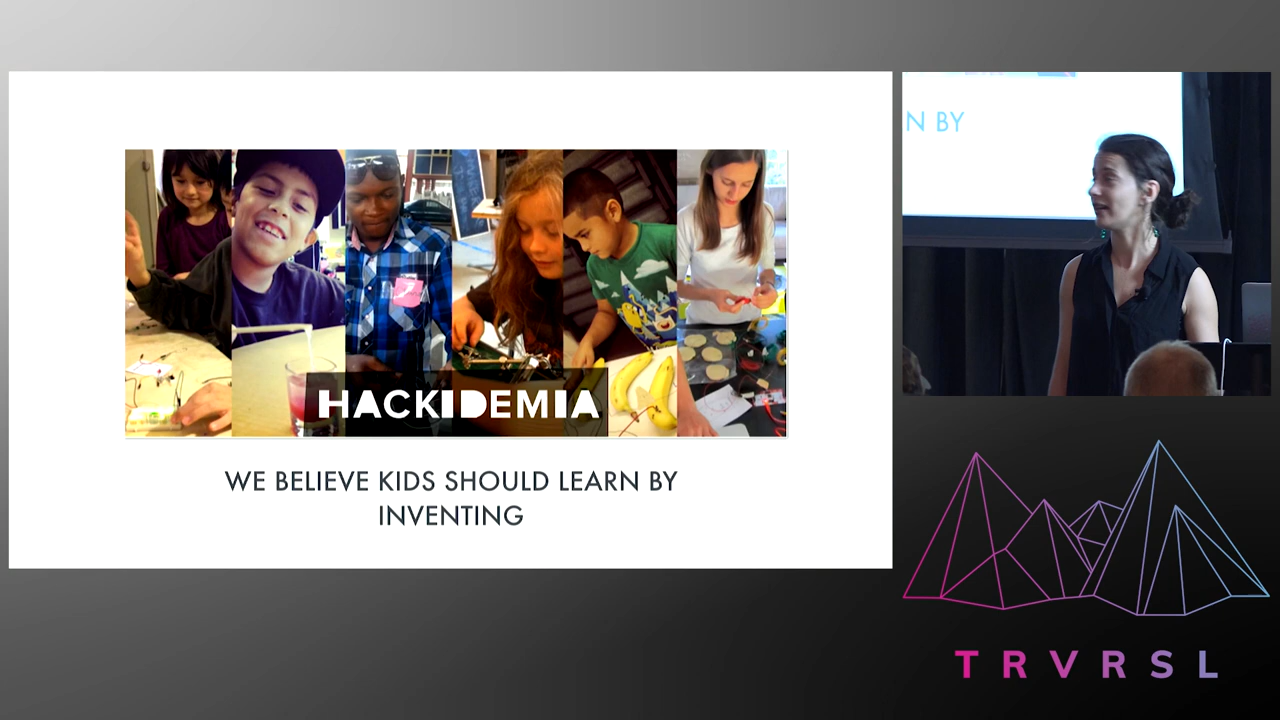 HACKIDEMIA
WE BELIEVE KIDS SHOULD LEARN BY
INVENTING
N BY
TRVRSL